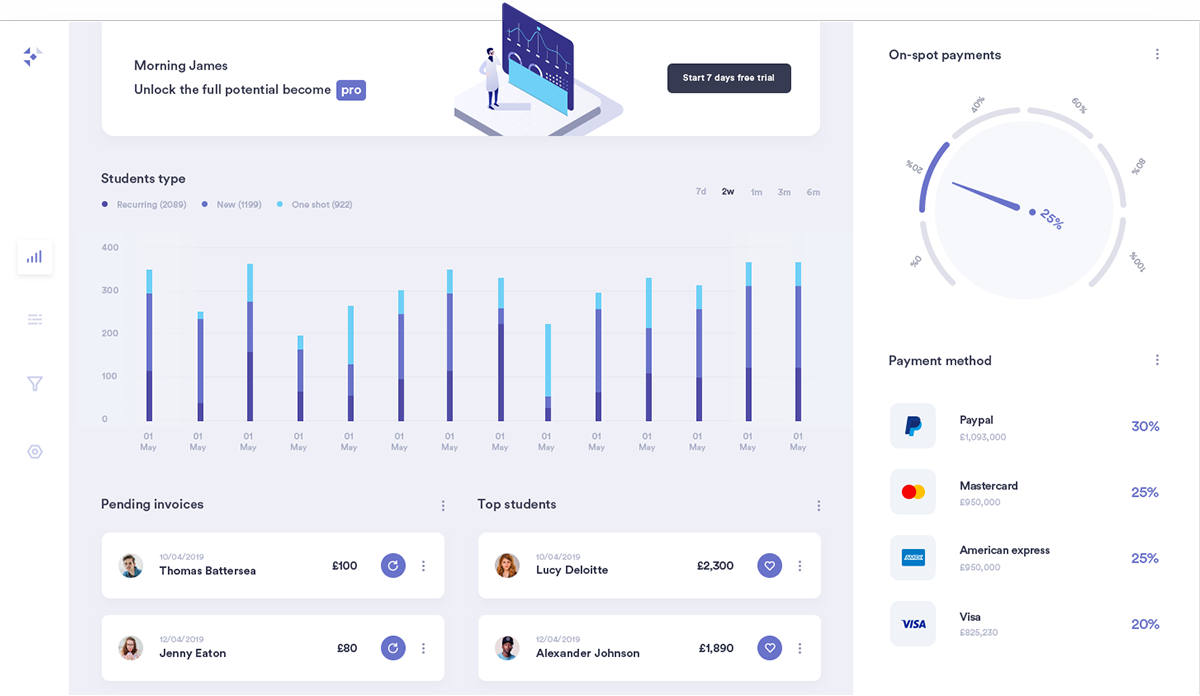 Morning James
Unlock the full potential become pro
Start 7 days free trial
Students type
Recurring (2089) New (1199) One shot (922)
7d 2w 1m 3m 6m
400
300
200
100
0
01 01 01 01 01 01 01 01 01 01 01 01 01 01
May May May May May May May May May May May May May May
Pending invoices
10/04/2019
Thomas Battersea
£100
12/04/2019
Jenny Eaton
£80
Top students
10/04/2019
Lucy Deloitte
£2,300
12/04/2019
Alexander Johnson
£1,890
On-spot payments
0%
20%
40%
60%
80%
100%
25%
Payment method
Paypal
£1,093,000
30%
Mastercard
£950,000
25%
American express
£950,000
25%
VISA
Visa
£825,230
20%